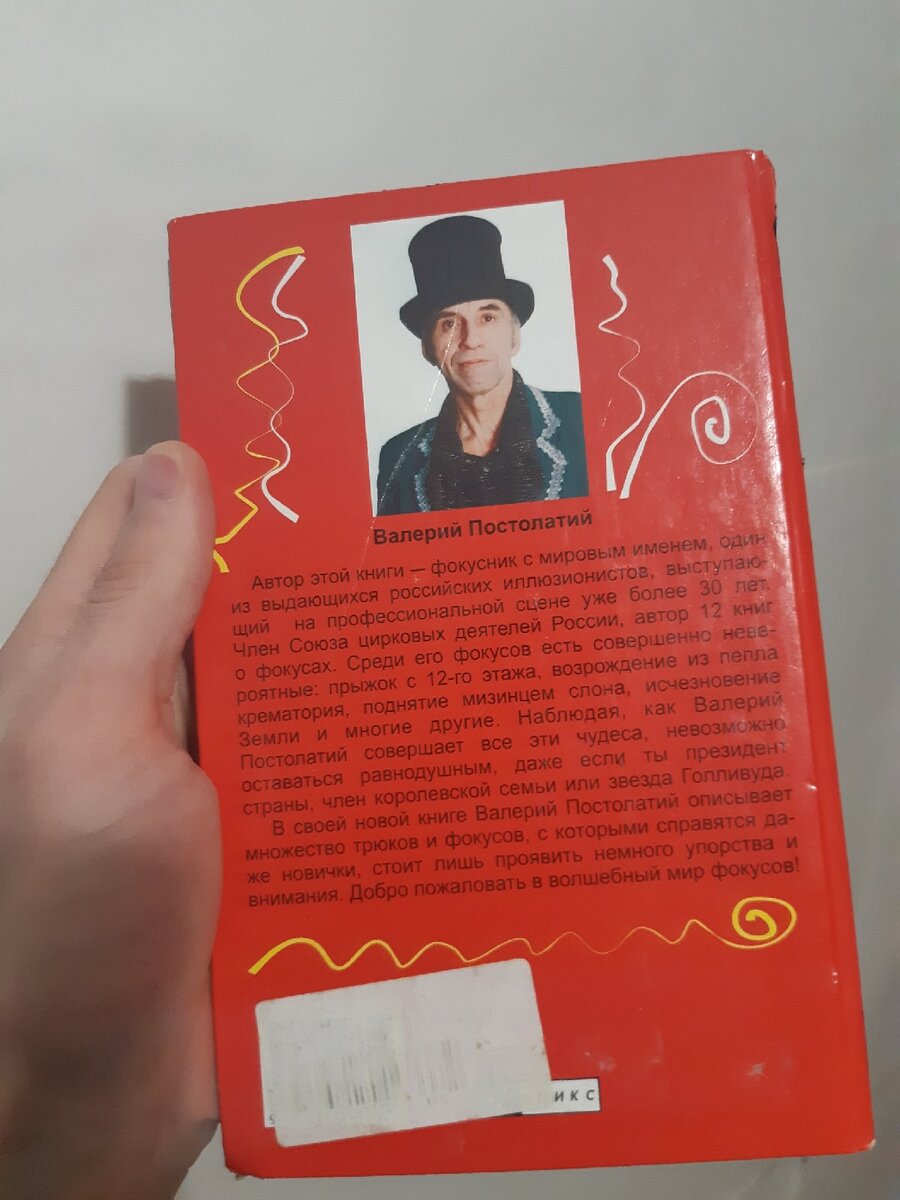 Валерий Постолатий
Автор этой книги — фокусник с мировым именем, один
из выдающихся российских иллюзионистов, выступаю-
щий на профессиональной сцене уже более 30 лет.
Член Союза цирковых деятелей России, автор 12 книг
о фокусах. Среди его фокусов есть совершенно неве-
роятные: прыжок с 12-го этажа, возрождение из пепла
крематория, поднятие мизинцем слона, исчезновение
Земли и многие другие. Наблюдая, как Валерий
Постолатий совершает все эти чудеса, невозможно
оставаться равнодушным, даже если ты президент
страны, член королевской семьи или звезда Голливуда.
В своей новой книге Валерий Постолатий описывает
множество трюков и фокусов, с которыми справятся да-
же новички, стоит лишь проявить немного упорства и
внимания. Добро пожаловать в волшебный мир фокусов!
ИКС